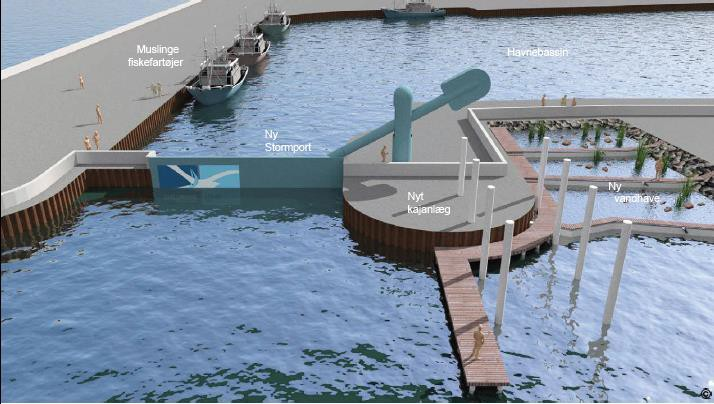 Muslinge
fiskefartøjer
Havnebassin
Ny
Stormport
Nyt
kajanlæg
Ny
vandhave